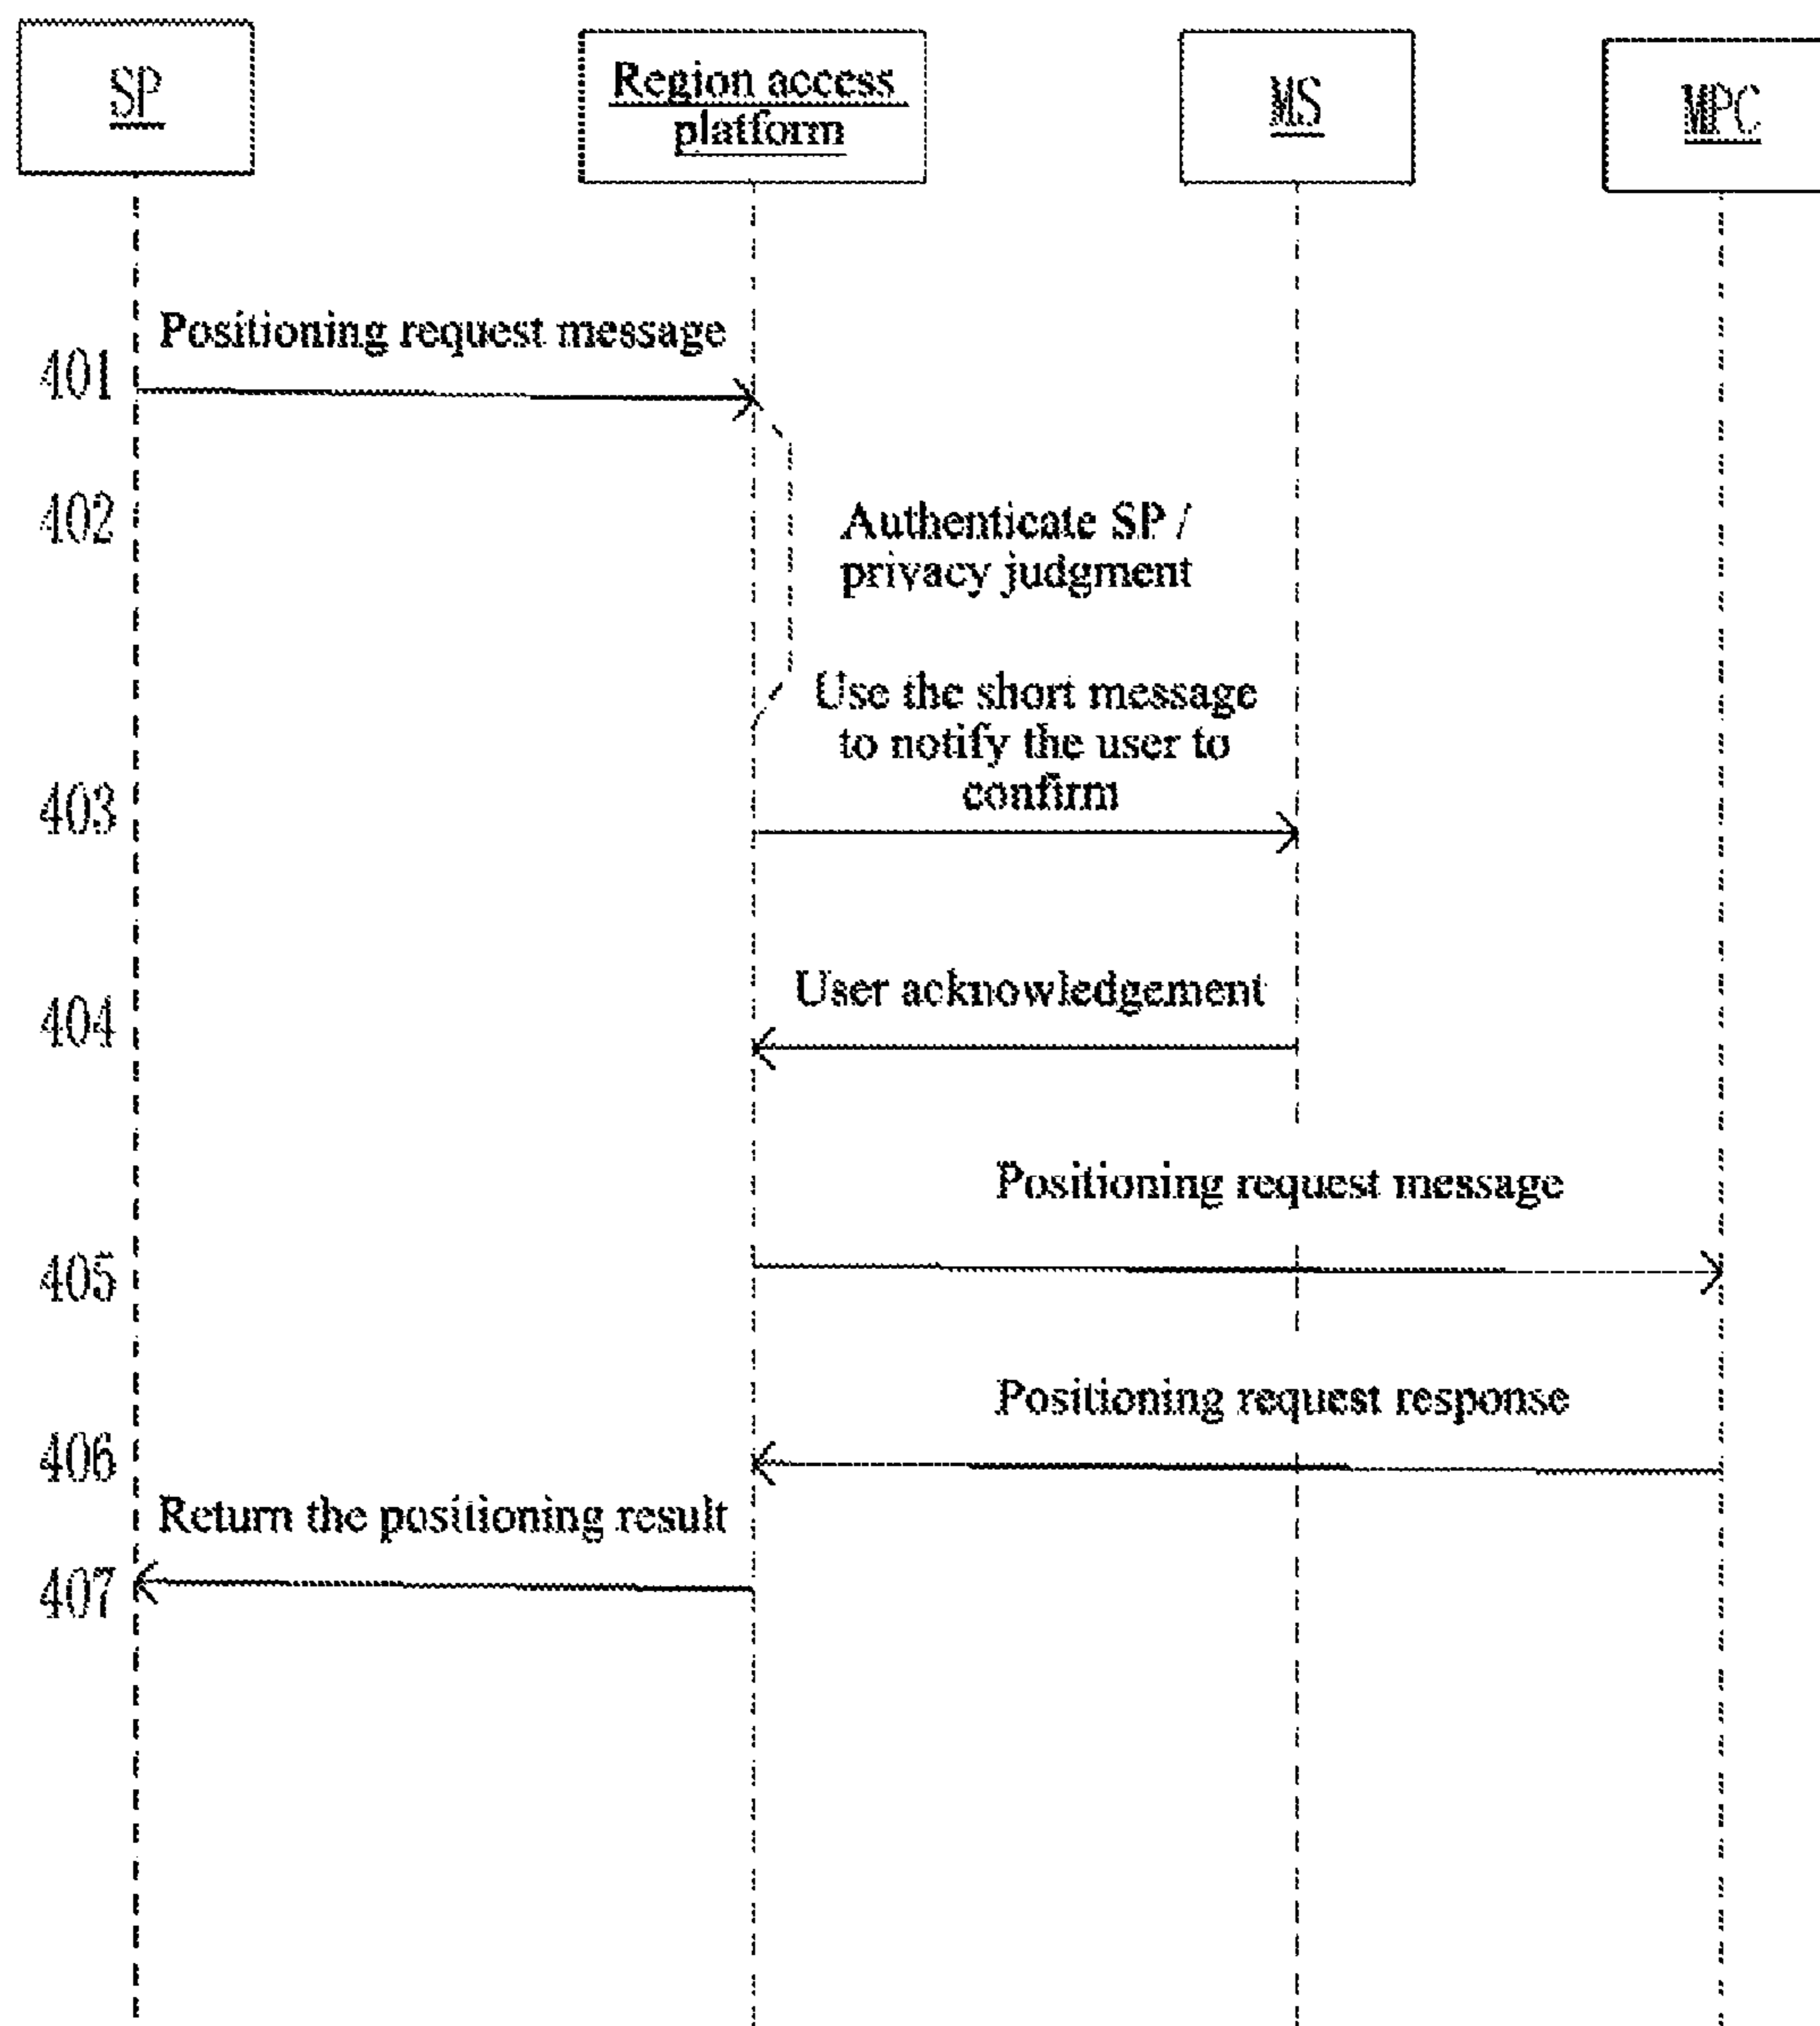 SP
Region access
platform
MS
MPC
Positioning request message
401
402
Authenticate SP /
privacy judgment
Use the short message
to notify the user to
confirm
403
User acknowledgement
404
Positioning request message
405
Positioning request response
406
Return the positioning result
407